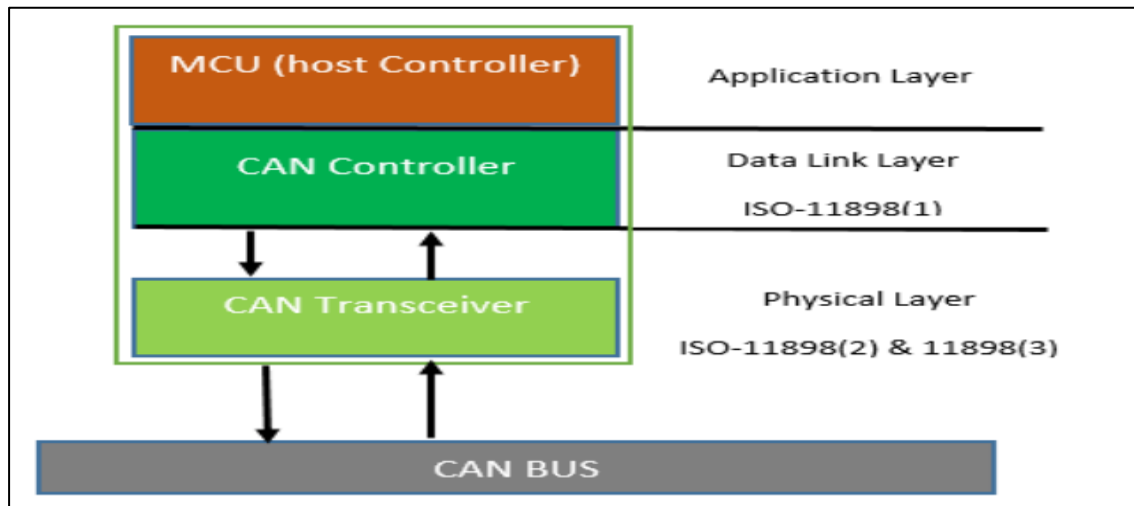 MCU (host Controller)
Application Layer
CAN Controller
Data Link Layer
ISO-11898(1)
CAN Transceiver
Physical Layer
ISO-11898(2) & 11898(3)
CAN BUS